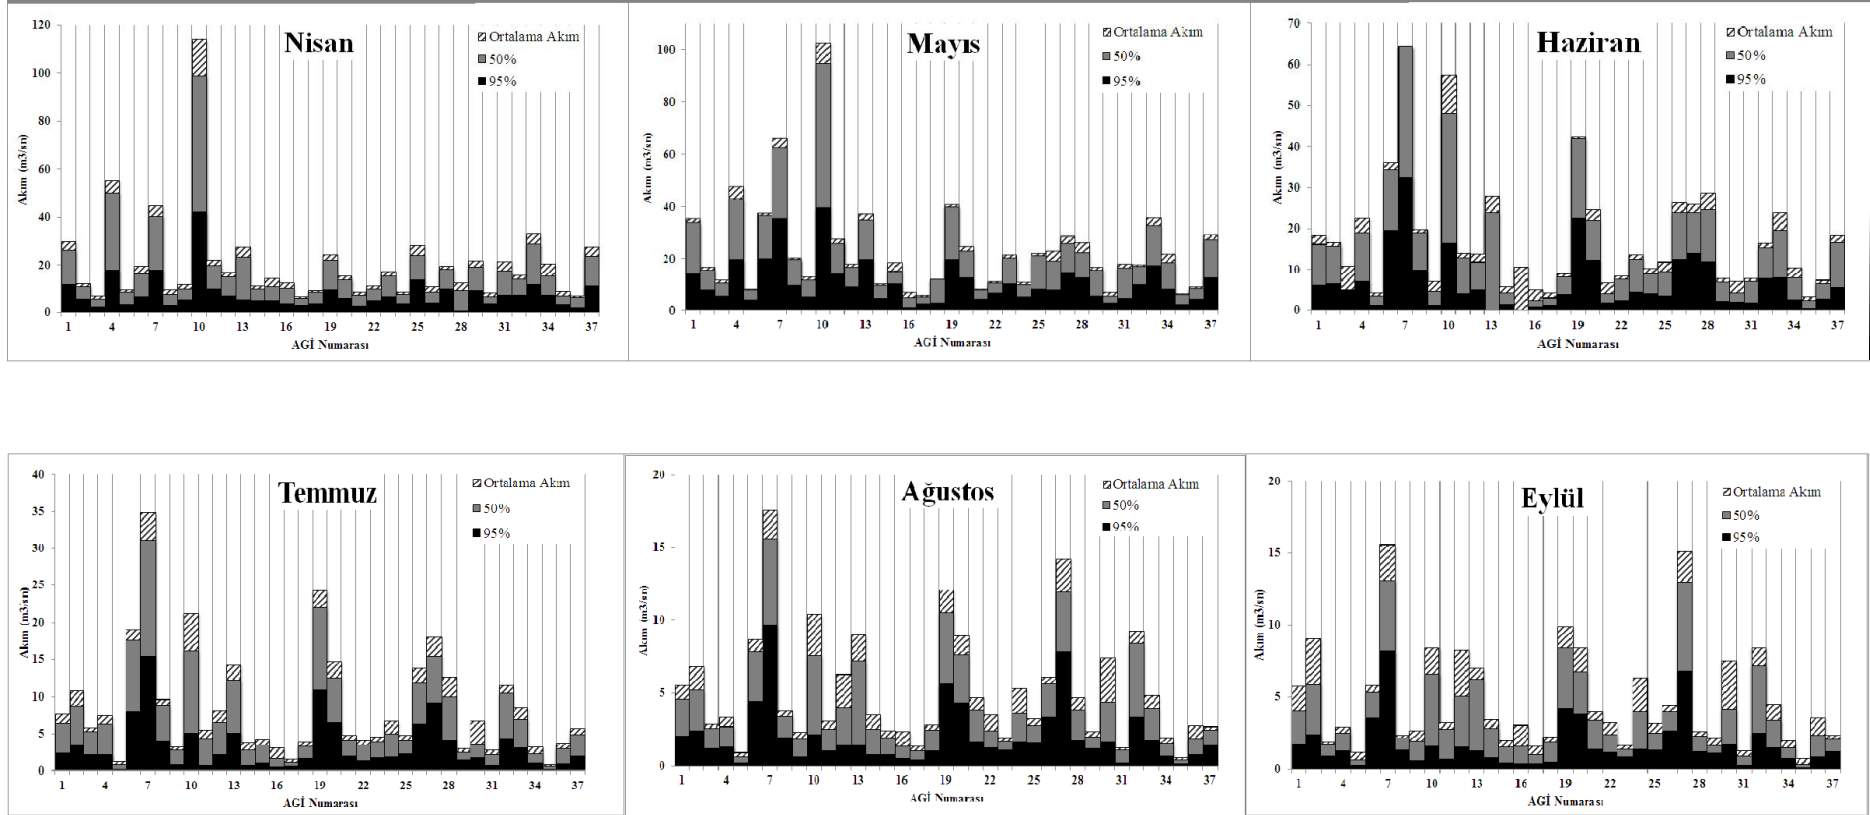 Nisan
Ortalama Akım
50%
95%
Akım (m3/sn)
120
100
80
60
40
20
0
1 4 7 10 13 16 19 22 25 28 31 34 37
AGİ Numarası
Mayıs
Ortalama Akım
50%
95%
Akım (m3/sn)
100
80
60
40
20
0
1 4 7 10 13 16 19 22 25 28 31 34 37
AGİ Numarası
Haziran
Ortalama Akım
50%
95%
Akım (m3/sn)
70
60
50
40
30
20
10
0
1 4 7 10 13 16 19 22 25 28 31 34 37
AGİ Numarası
Temmuz
Ortalama Akım
50%
95%
Akım (m3/sn)
40
35
30
25
20
15
10
5
0
1 4 7 10 13 16 19 22 25 28 31 34 37
AGİ Numarası
Ağustos
Ortalama Akım
50%
95%
Akım (m3/sn)
20
15
10
5
0
1 4 7 10 13 16 19 22 25 28 31 34 37
AGİ Numarası
Eylül
Ortalama Akım
50%
95%
Akım (m3/sn)
20
15
10
5
0
1 4 7 10 13 16 19 22 25 28 31 34 37
AGİ Numarası